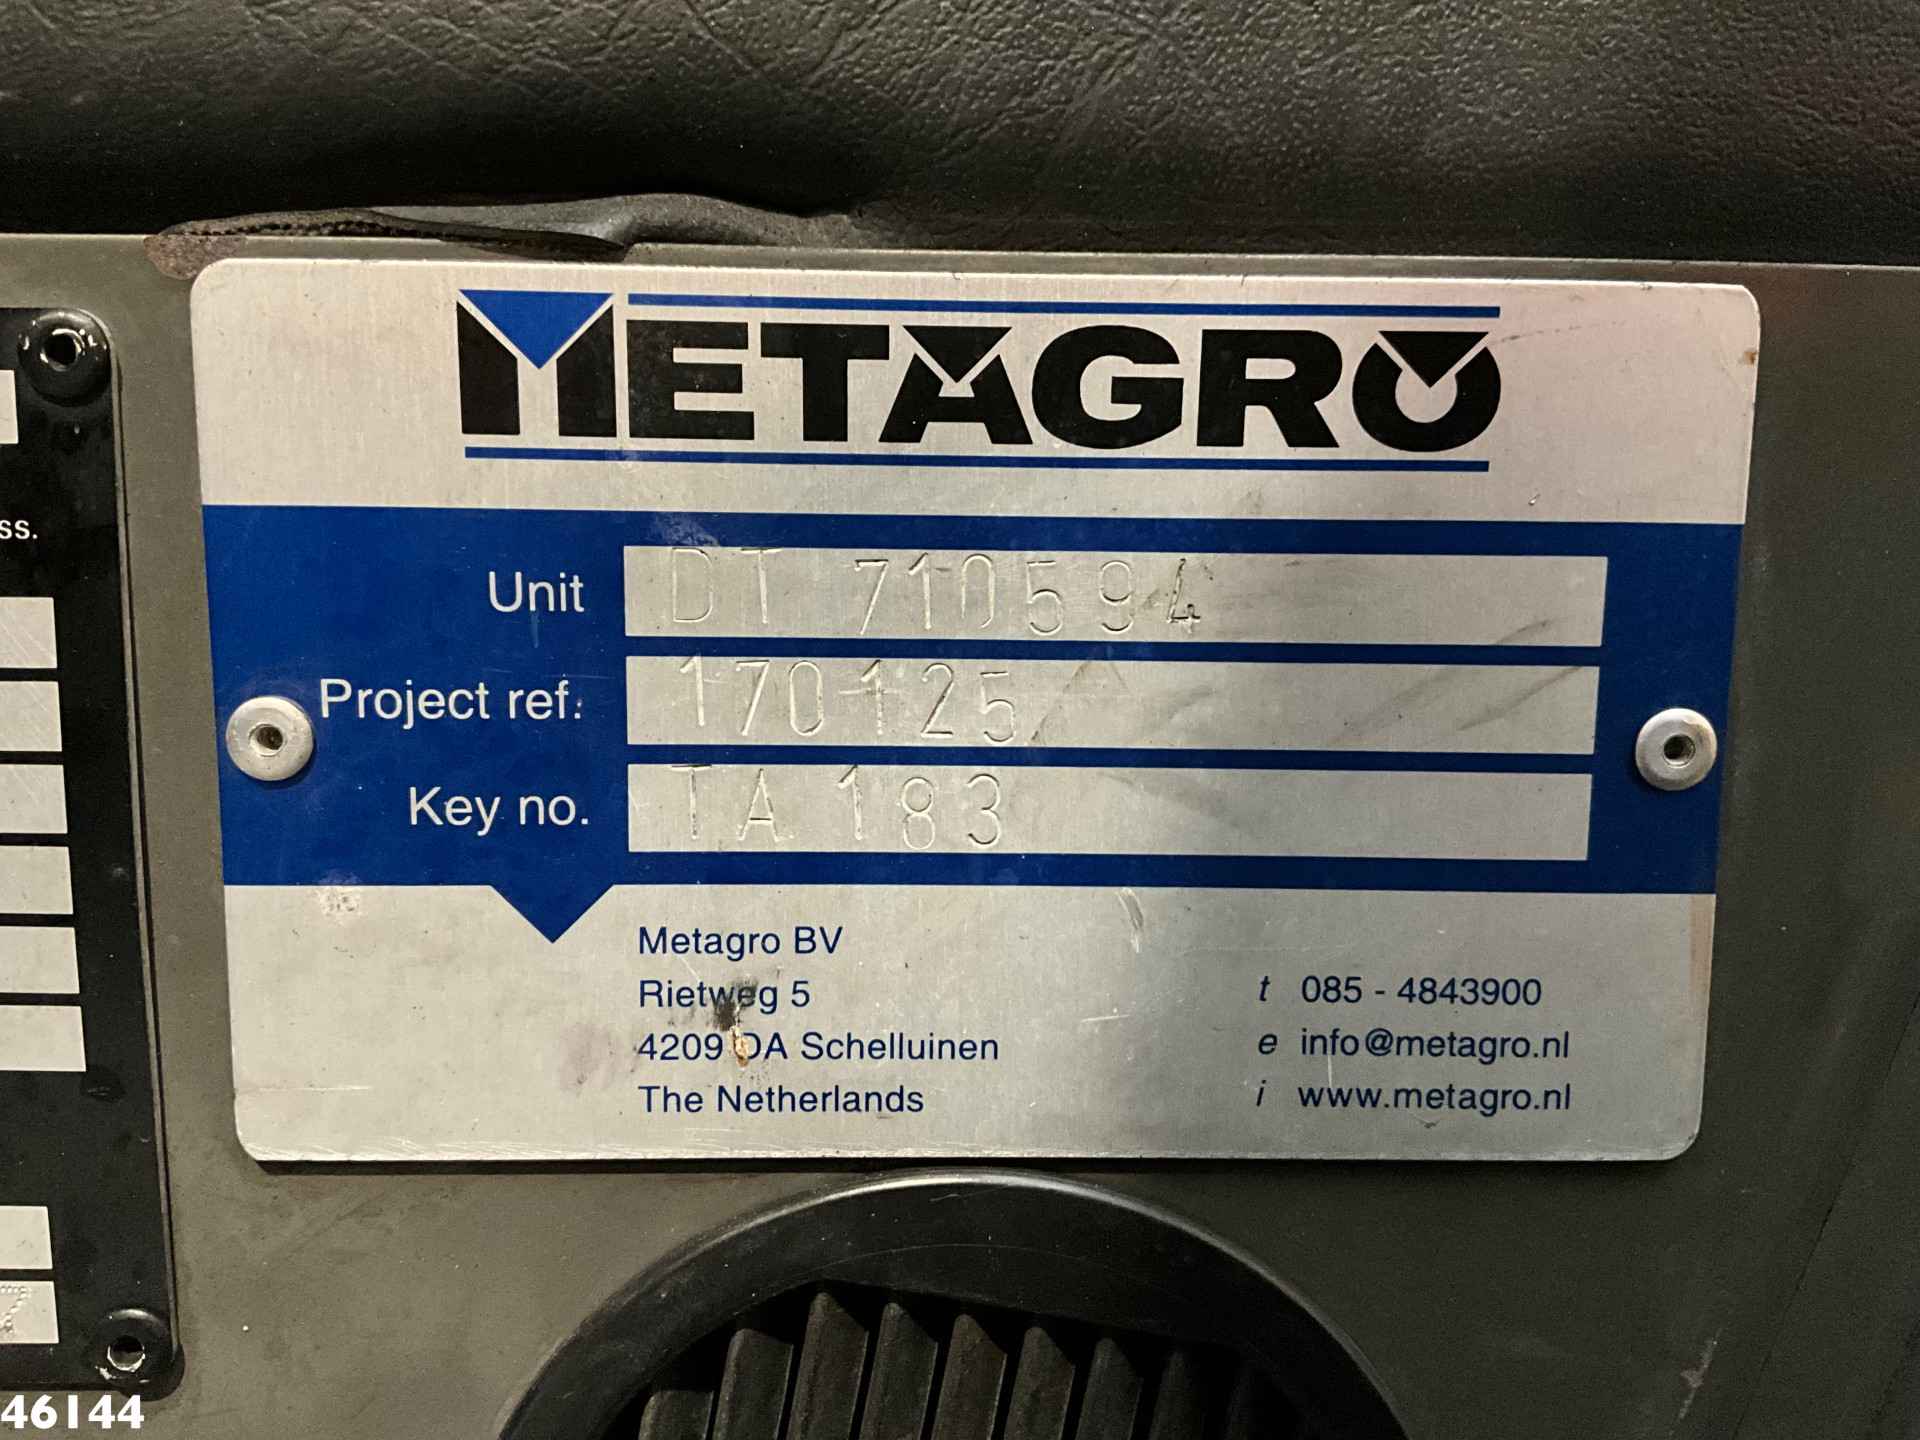 METAGRO
ss.
Unit DT 710594
Project ref. 170125
Key no. TA 183
Metagro BV
Rietweg 5
4209 DA Schelluinen
The Netherlands
t 085 - 4843900
e info@metagro.nl
i www.metagro.nl
46144